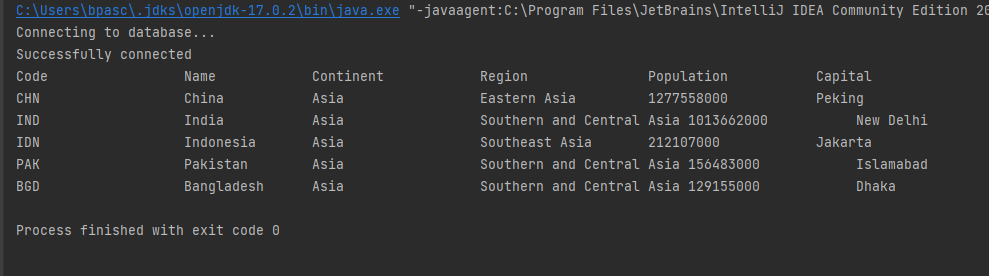 C:\Users\bpasc\.jdks\openjdk-17.0.2\bin\java.exe "-javaagent:C:\Program Files\JetBrains\IntelliJ IDEA Community Edition 20
Connecting to database...
Successfully connected
Code Name Continent Region Population Capital
CHN China Asia Eastern Asia 1277558000 Peking
IND India Asia Southern and Central Asia 1013662000 New Delhi
IDN Indonesia Asia Southeast Asia 212107000 Jakarta
PAK Pakistan Asia Southern and Central Asia 156483000 Islamabad
BGD Bangladesh Asia Southern and Central Asia 129155000 Dhaka
Process finished with exit code 0